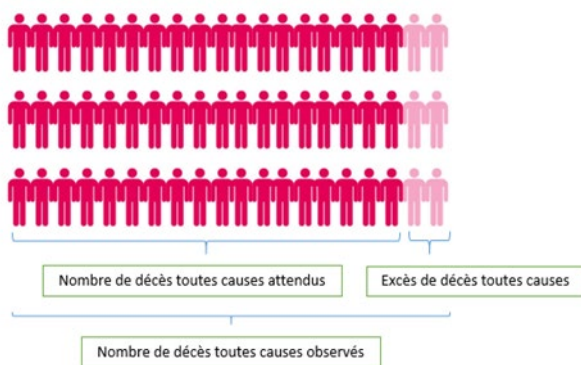 Nombre de décès toutes causes attendus
Excès de décès toutes causes
Nombre de décès toutes causes observés